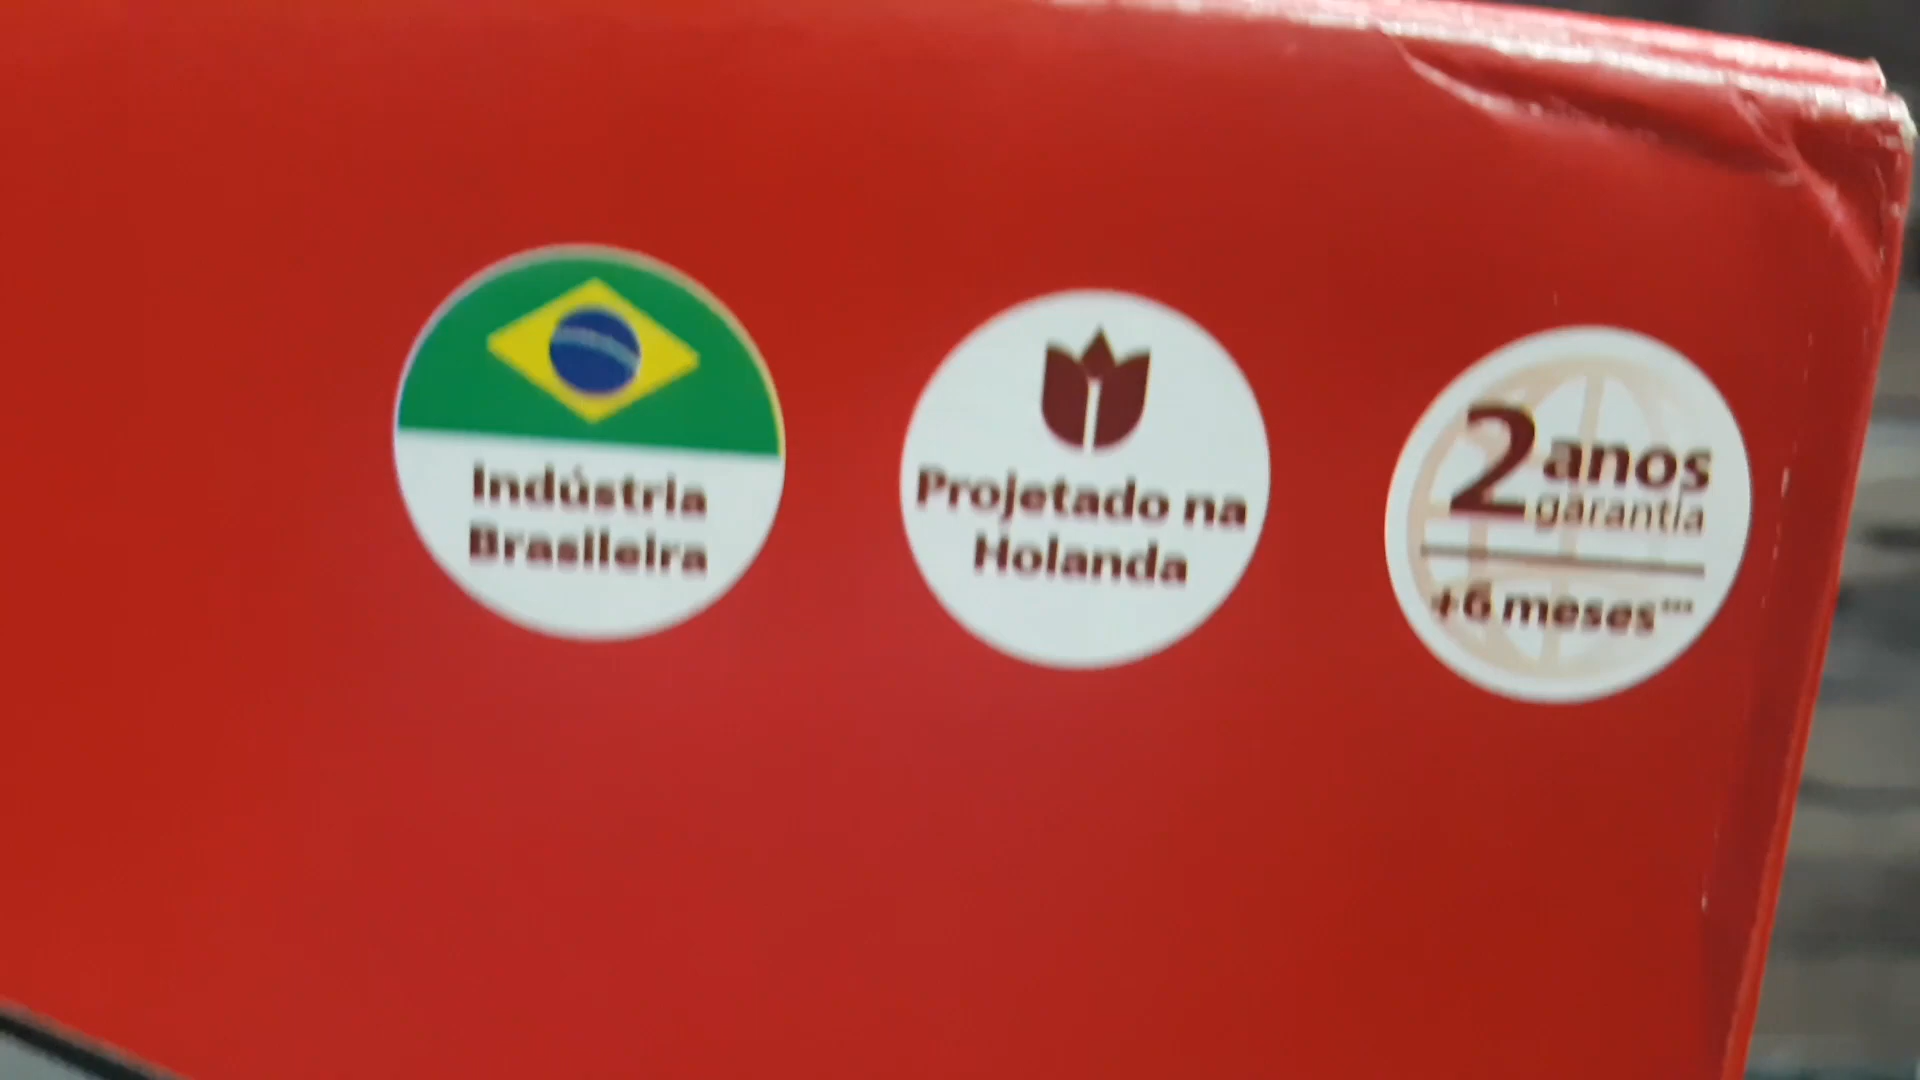 Indústria
Brasileira
Projetado na
Holanda
2 anos
garantia
+6 meses***